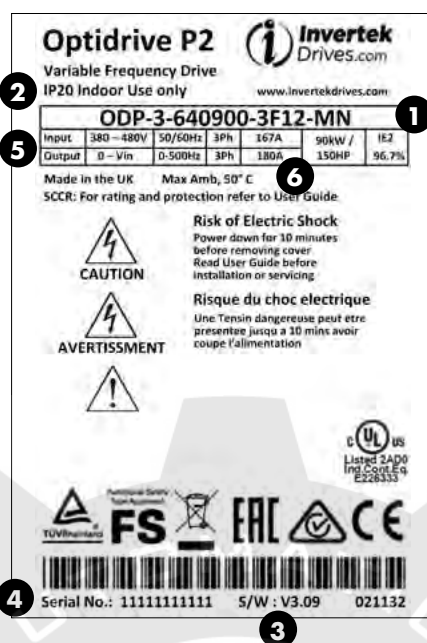 Optidrive P2
invertek
Drives.com
Variable Frequency Drive
2
IP20 Indoor Use only
www.invertekdrives.com
ODP-3-640900-3F12-MN
1
5
Input 380 – 480V 50/60Hz 3Ph 167A 90kW / 150HP IE2 96.7%
Output 0 – Vin 0-500Hz 3Ph 180A
Made in the UK Max Amb, 50° C
6
SCCR: For rating and protection refer to User Guide
CAUTION
Risk of Electric Shock
Power down for 10 minutes
before removing cover
Read User Guide before
installation or servicing
AVERTISSMENT
Risque du choc electrique
Une Tensin dangereuse peut etre
presentee jusqu a 10 mins avoir
coupe l'alimentation
c UL us
Listed 2AD0
Ind.Cont.Eq.
E226333
TÜVRheinland
Functional Safety
Type Approved
FS
EAC
CE
4
Serial No.: 11111111111 S/W : V3.09 021132
3